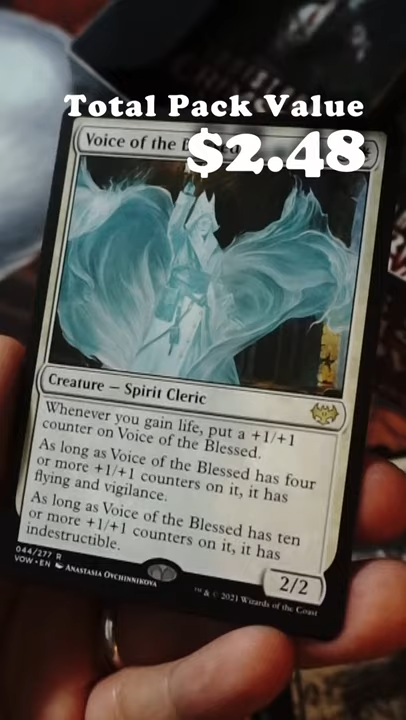 Total Pack Value
$2.48
Voice of the
Creature — Spirit Cleric
Whenever you gain life, put a +1/+1
counter on Voice of the Blessed.
As long as Voice of the Blessed has four
or more +1/+1 counters on it, it has
flying and vigilance.
As long as Voice of the Blessed has ten
or more +1/+1 counters on it, it has
indestructible.
2/2
044/277 R
VOW • EN Anastasia Ovchinnikova
™ & © 2021 Wizards of the Coast